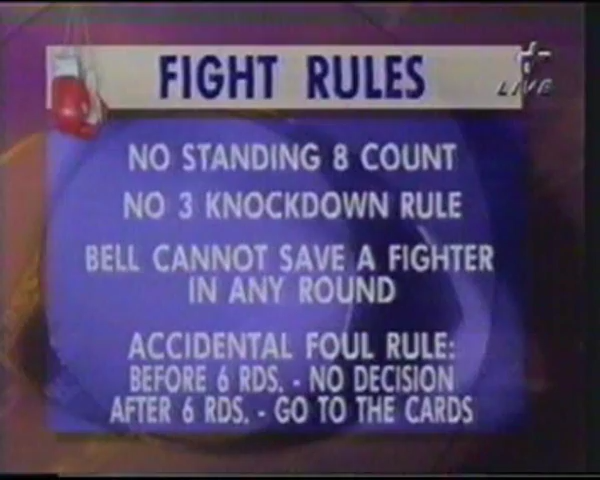 FIGHT RULES
LIVE
NO STANDING 8 COUNT
NO 3 KNOCKDOWN RULE
BELL CANNOT SAVE A FIGHTER
IN ANY ROUND
ACCIDENTAL FOUL RULE:
BEFORE 6 RDS. - NO DECISION
AFTER 6 RDS. - GO TO THE CARDS